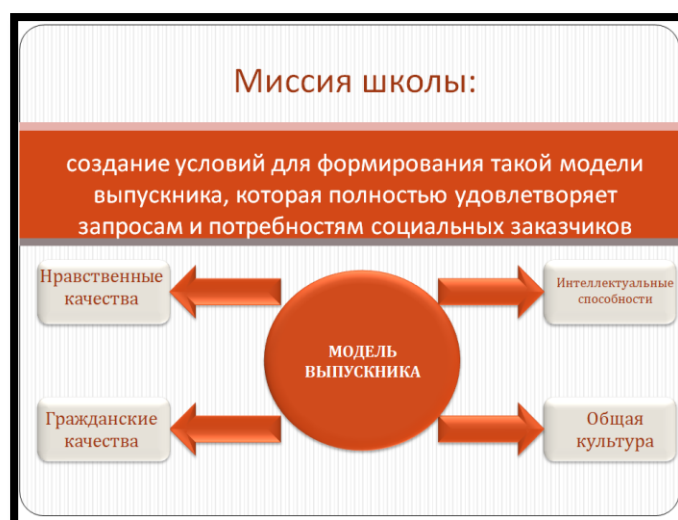 Миссия школы:
создание условий для формирования такой модели
выпускника, которая полностью удовлетворяет
запросам и потребностям социальных заказчиков
Нравственные
качества
Интеллектуальные
способности
МОДЕЛЬ
ВЫПУСКНИКА
Гражданские
качества
Общая
культура